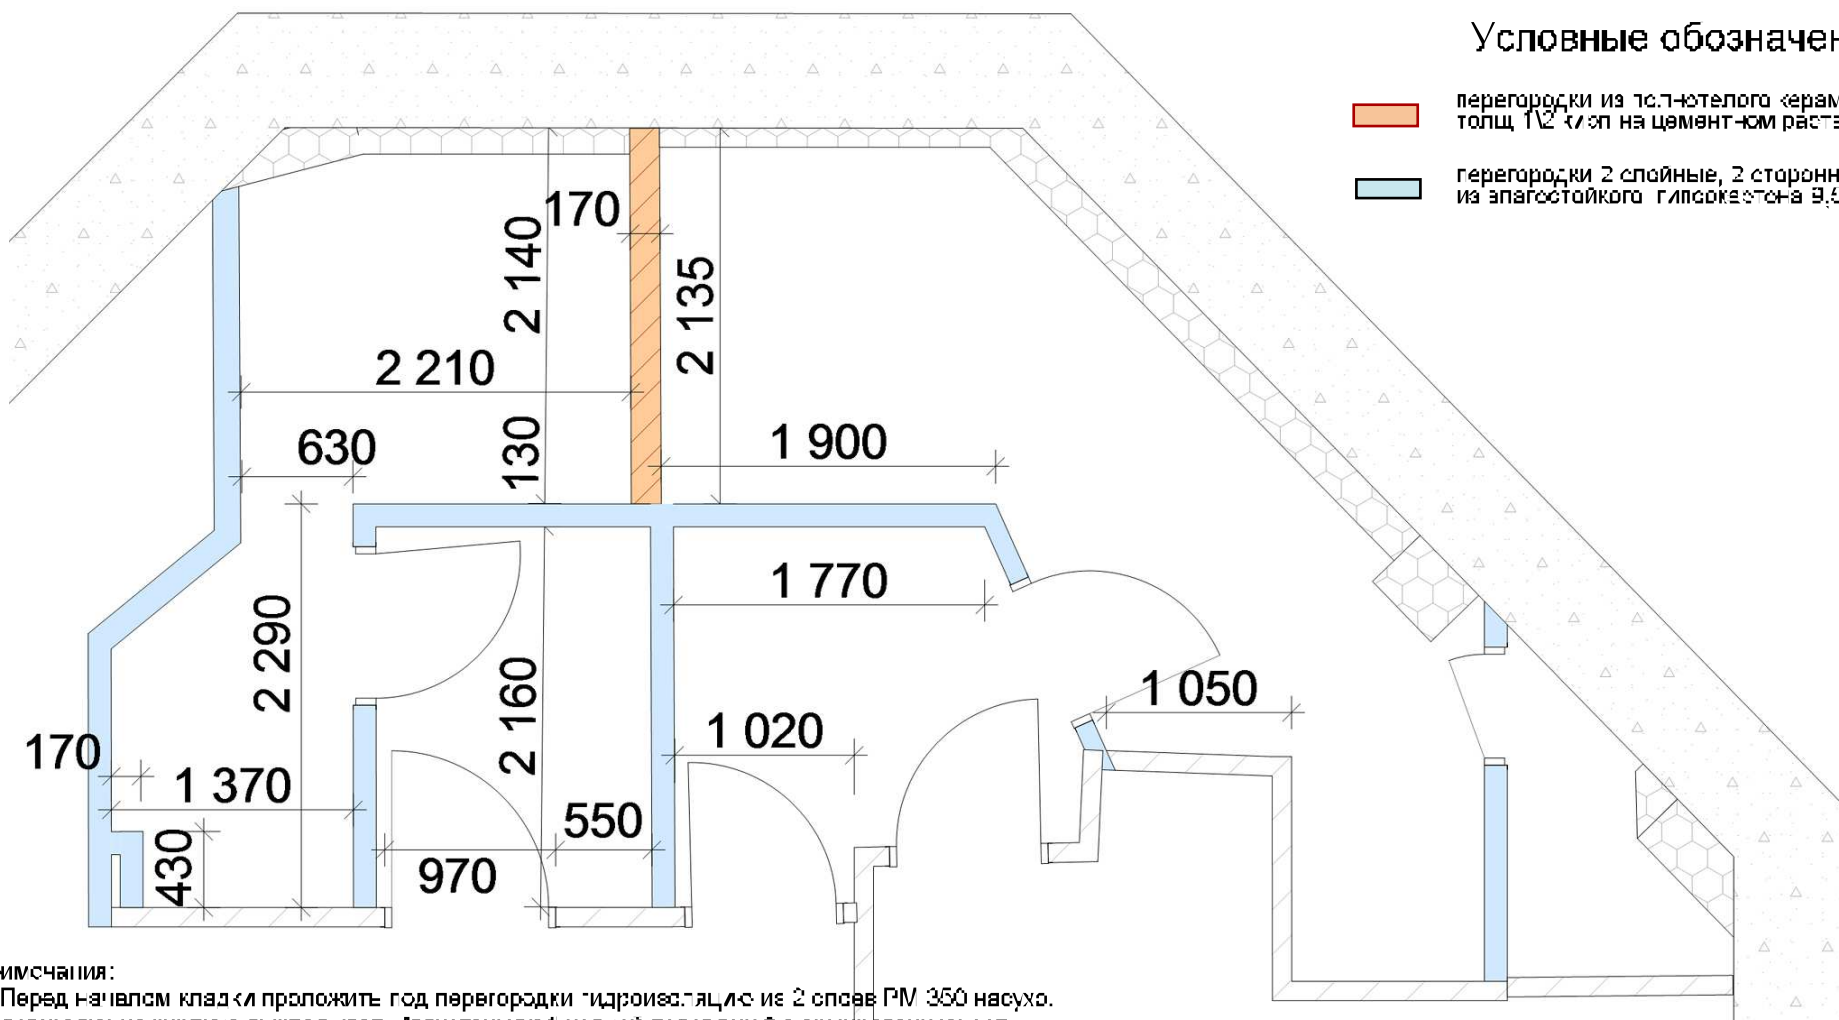 Условные обозначен
перегородки из полнотелого керам
толщ 1\2 кирп на цементном раств
перегородки 2 слойные, 2 сторонн
из влагостойкого гипсокартона 9,5
170
2 140
2 135
2 210
630
130
1 900
1 770
2 290
2 160
1 050
1 020
170
1 370
550
430
970
имечания:
Перед началом кладки проложить под перегородки гидроизоляцию из 2 слоев РМ 350 насухо.